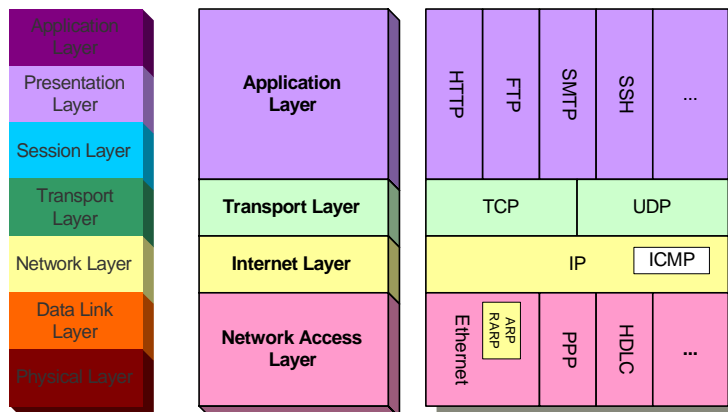 Application
Layer
Presentation
Layer
Session Layer
Transport
Layer
Network Layer
Data Link
Layer
Physical Layer
Application
Layer
Transport Layer
Internet Layer
Network Access
Layer
HTTP
FTP
SMTP
SSH
...
TCP
UDP
IP
ICMP
Ethernet
ARP
RARP
PPP
HDLC
...